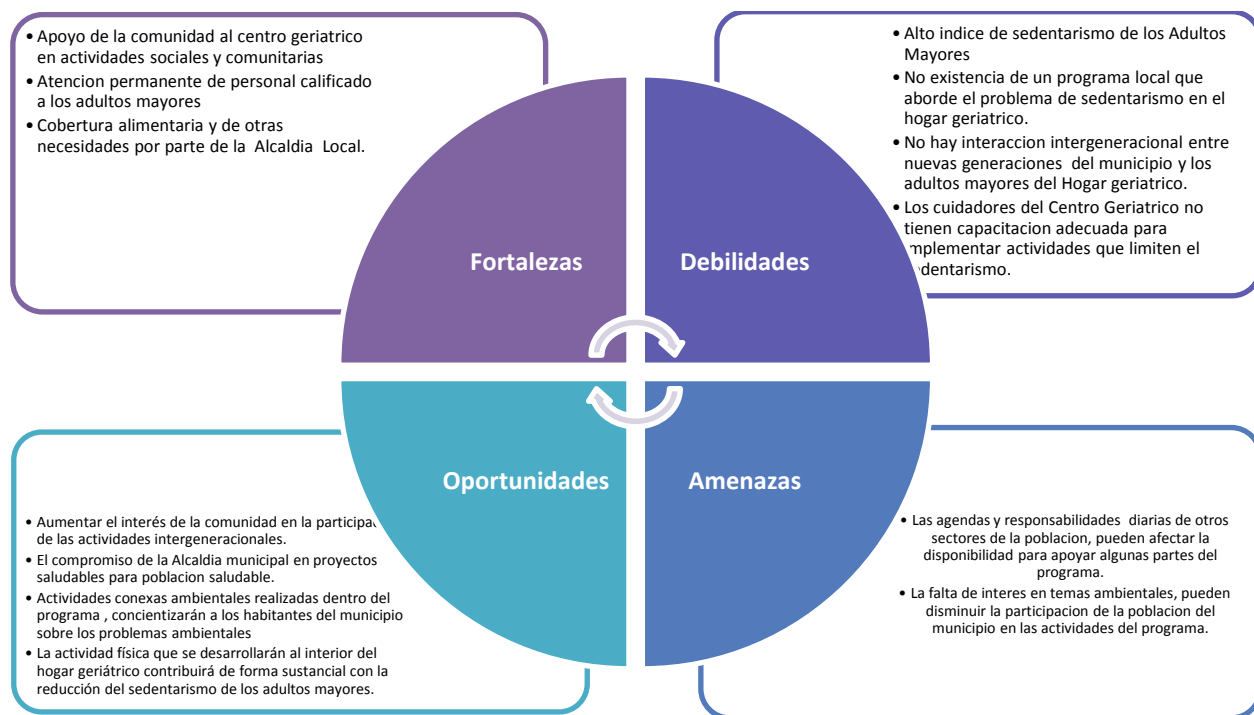 • Apoyo de la comunidad al centro geriatrico
en actividades sociales y comunitarias
• Atencion permanente de personal calificado
a los adultos mayores
• Cobertura alimentaria y de otras
necesidades por parte de la Alcaldia Local.
• Alto indice de sedentarismo de los Adultos
Mayores
• No existencia de un programa local que
aborde el problema de sedentarismo en el
hogar geriatrico.
• No hay interaccion intergeneracional entre
nuevas generaciones del municipio y los
adultos mayores del Hogar geriatrico.
• Los cuidadores del Centro Geriatrico no
tienen capacitacion adecuada para
mplementar actividades que limiten el
dentarismo.
Fortalezas
Debilidades
Oportunidades
Amenazas
• Aumentar el interés de la comunidad en la participa
de las actividades intergeneracionales.
• El compromiso de la Alcaldia municipal en proyectos
saludables para poblacion saludable.
• Actividades conexas ambientales realizadas dentro del
programa , concientizarán a los habitantes del municipio
sobre los problemas ambientales
• La actividad física que se desarrollarán al interior del
hogar geriátrico contribuirá de forma sustancial con la
reducción del sedentarismo de los adultos mayores.
• Las agendas y responsabilidades diarias de otros
sectores de la poblacion, pueden afectar la
disponibilidad para apoyar algunas partes del
programa.
• La falta de interes en temas ambientales, pueden
disminuir la participacion de la poblacion del
municipio en las actividades del programa.